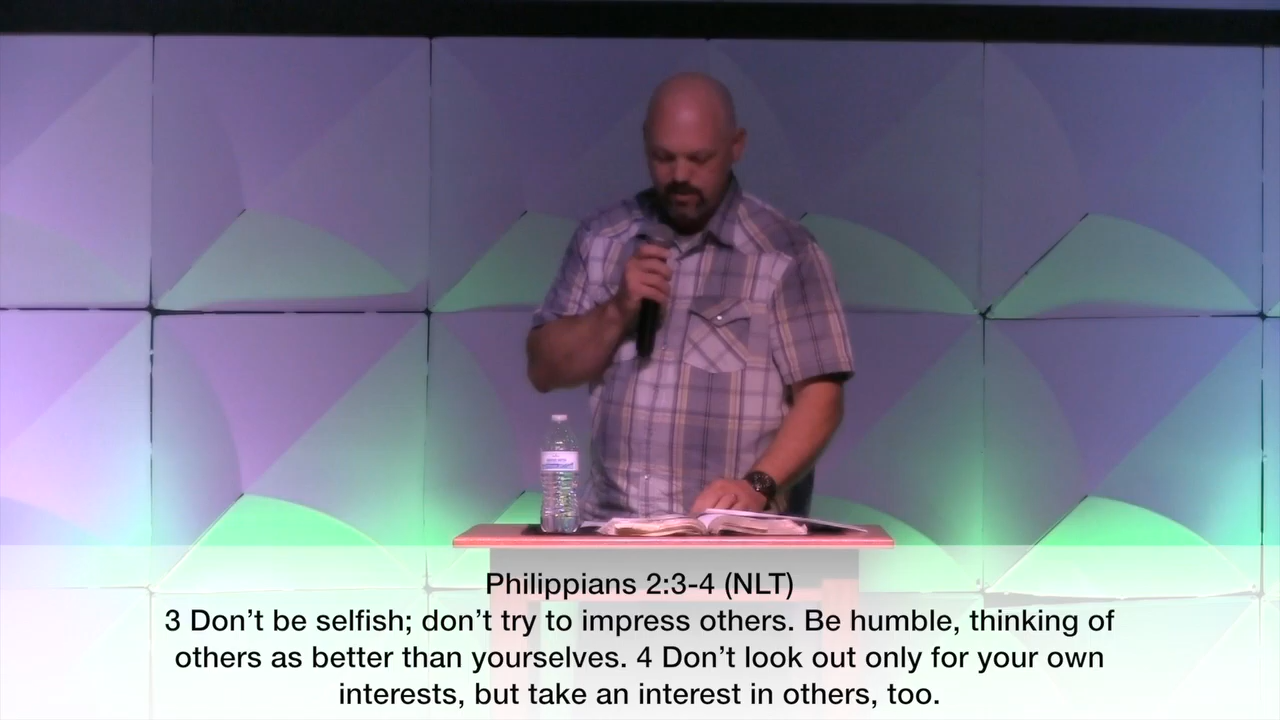 Philippians 2:3-4 (NLT)
3 Don’t be selfish; don’t try to impress others. Be humble, thinking of
others as better than yourselves. 4 Don’t look out only for your own
interests, but take an interest in others, too.